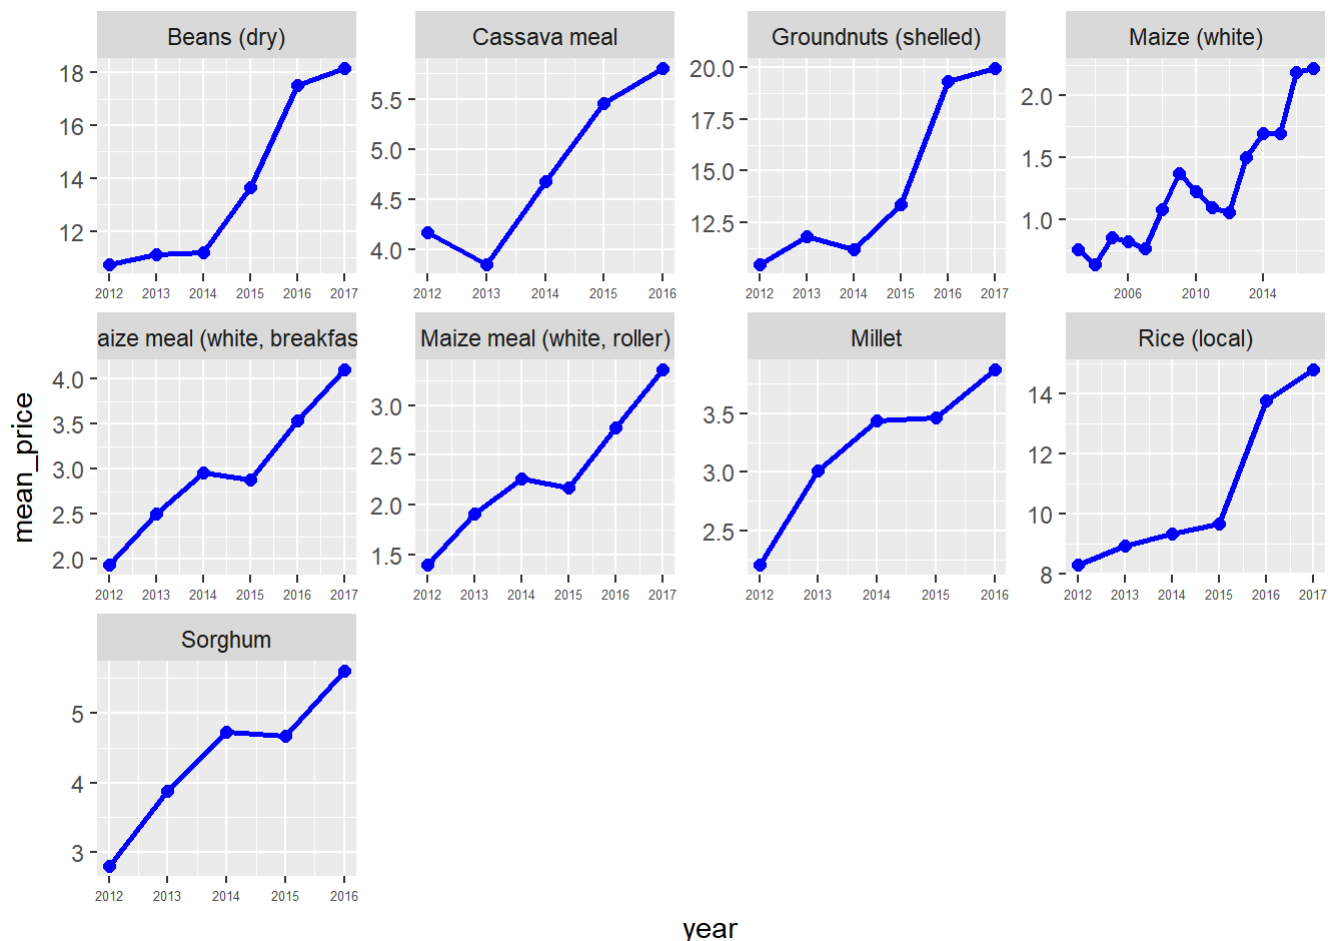 Beans (dry)
Cassava meal
Groundnuts (shelled)
Maize (white)
18
16
14
12
5.5
5.0
4.5
4.0
20.0
17.5
15.0
12.5
2.0
1.5
1.0
2012 2013 2014 2015 2016 2017
2012 2013 2014 2015 2016
2012 2013 2014 2015 2016 2017
2006 2010 2014
aize meal (white, breakfas
Maize meal (white, roller)
Millet
Rice (local)
4.0
3.5
3.0
2.5
2.0
3.0
2.5
2.0
1.5
3.5
3.0
2.5
14
12
10
8
2012 2013 2014 2015 2016 2017
2012 2013 2014 2015 2016 2017
2012 2013 2014 2015 2016
2012 2013 2014 2015 2016 2017
Sorghum
5
4
3
2012 2013 2014 2015 2016
mean_price
year